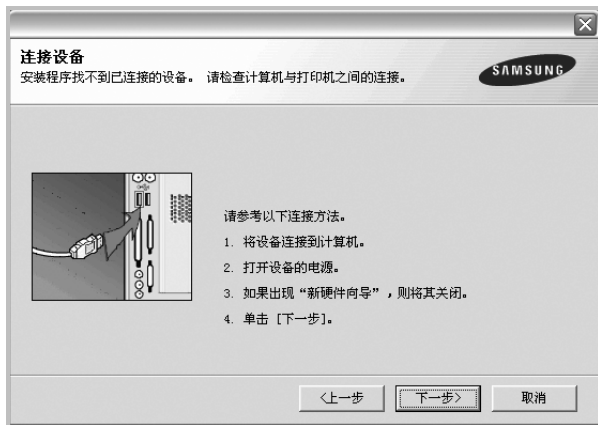 连接设备
安装程序找不到已连接的设备。 请检查计算机与打印机之间的连接。
SAMSUNG
请参考以下连接方法。
1. 将设备连接到计算机。
2. 打开设备的电源。
3. 如果出现“新硬件向导”,则将其关闭。
4. 单击 [下一步]。
<上一步
下一步>
取消